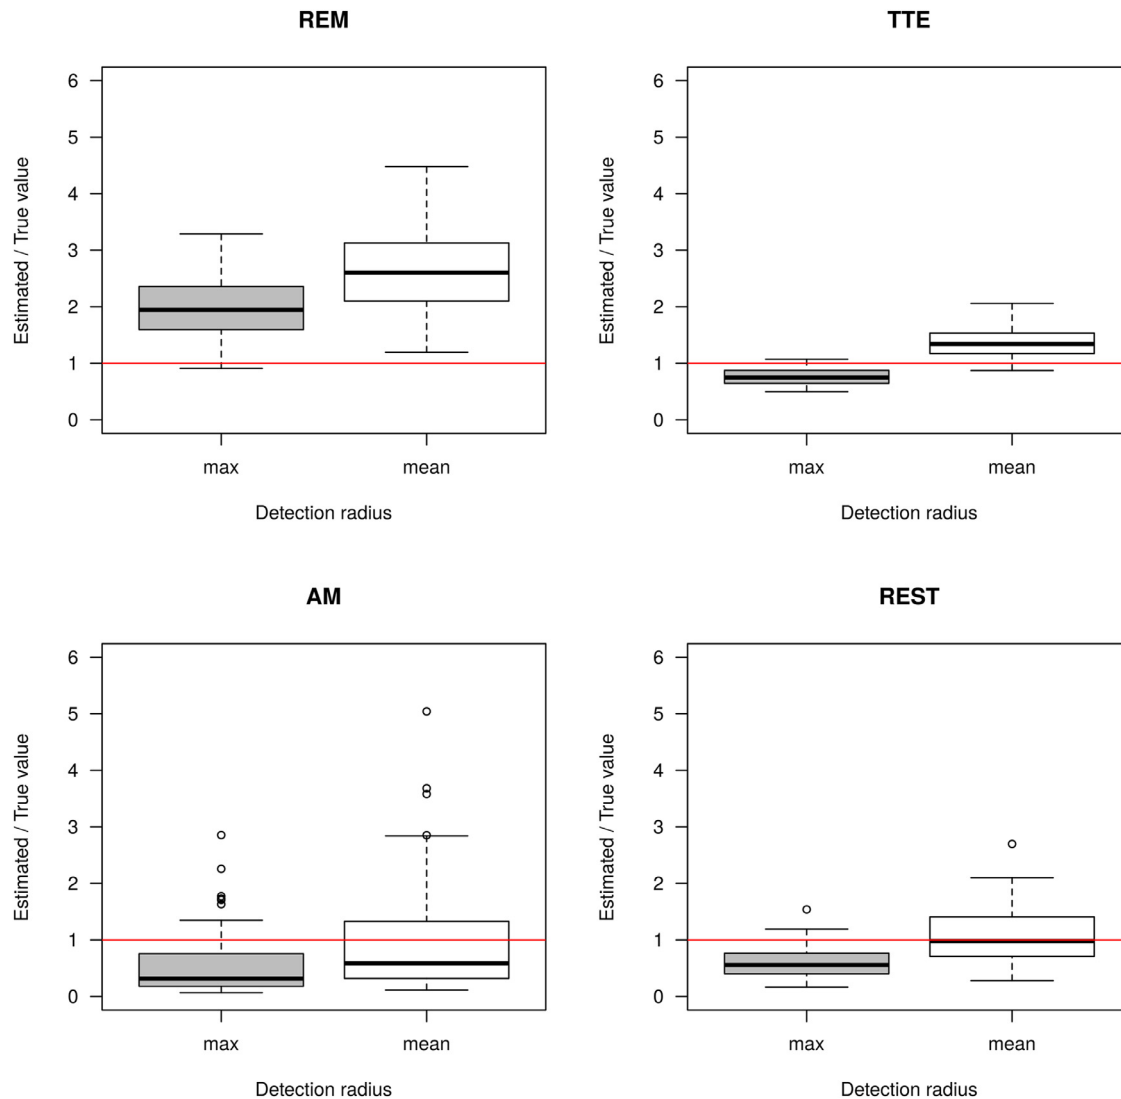 REM
6
5
4
3
2
1
0
Estimated / True value
max mean
Detection radius
TTE
6
5
4
3
2
1
0
Estimated / True value
max mean
Detection radius
AM
6
5
4
3
2
1
0
Estimated / True value
max mean
Detection radius
REST
6
5
4
3
2
1
0
Estimated / True value
max mean
Detection radius